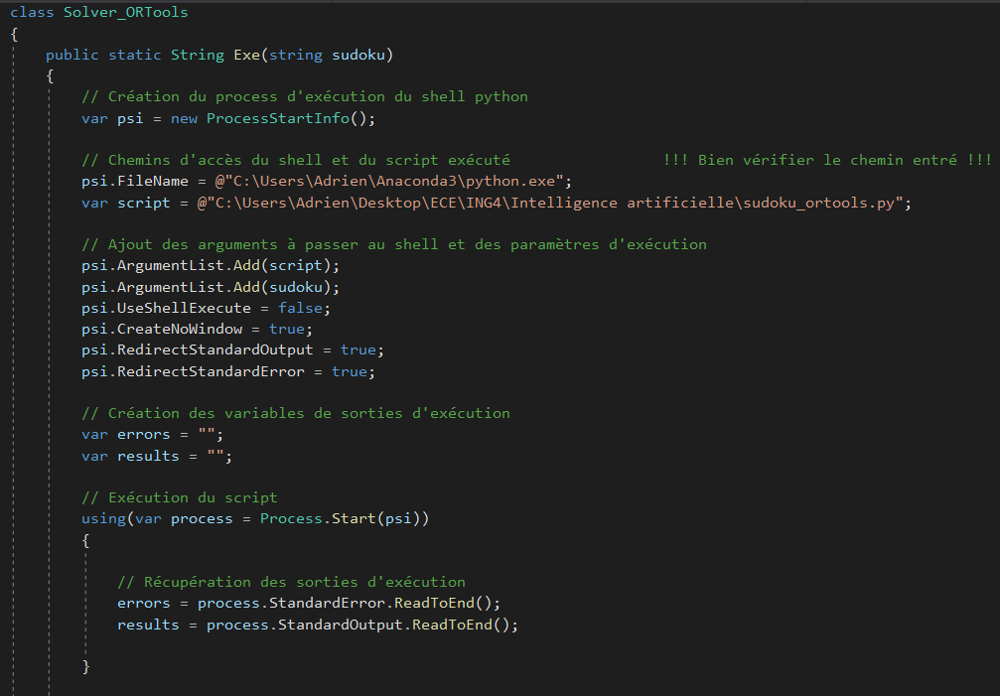 class Solver_ORTools
{
public static String Exe(string sudoku)
{
// Création du process d'exécution du shell python
var psi = new ProcessStartInfo();
// Chemins d'accès du shell et du script exécuté !!! Bien vérifier le chemin entré !!!
psi.FileName = @"C:\Users\Adrien\Anaconda3\python.exe";
var script = @"C:\Users\Adrien\Desktop\ECE\ING4\Intelligence artificielle\sudoku_ortools.py";
// Ajout des arguments à passer au shell et des paramètres d'exécution
psi.ArgumentList.Add(script);
psi.ArgumentList.Add(sudoku);
psi.UseShellExecute = false;
psi.CreateNoWindow = true;
psi.RedirectStandardOutput = true;
psi.RedirectStandardError = true;
// Création des variables de sorties d'exécution
var errors = "";
var results = "";
// Exécution du script
using(var process = Process.Start(psi))
{
// Récupération des sorties d'exécution
errors = process.StandardError.ReadToEnd();
results = process.StandardOutput.ReadToEnd();
}